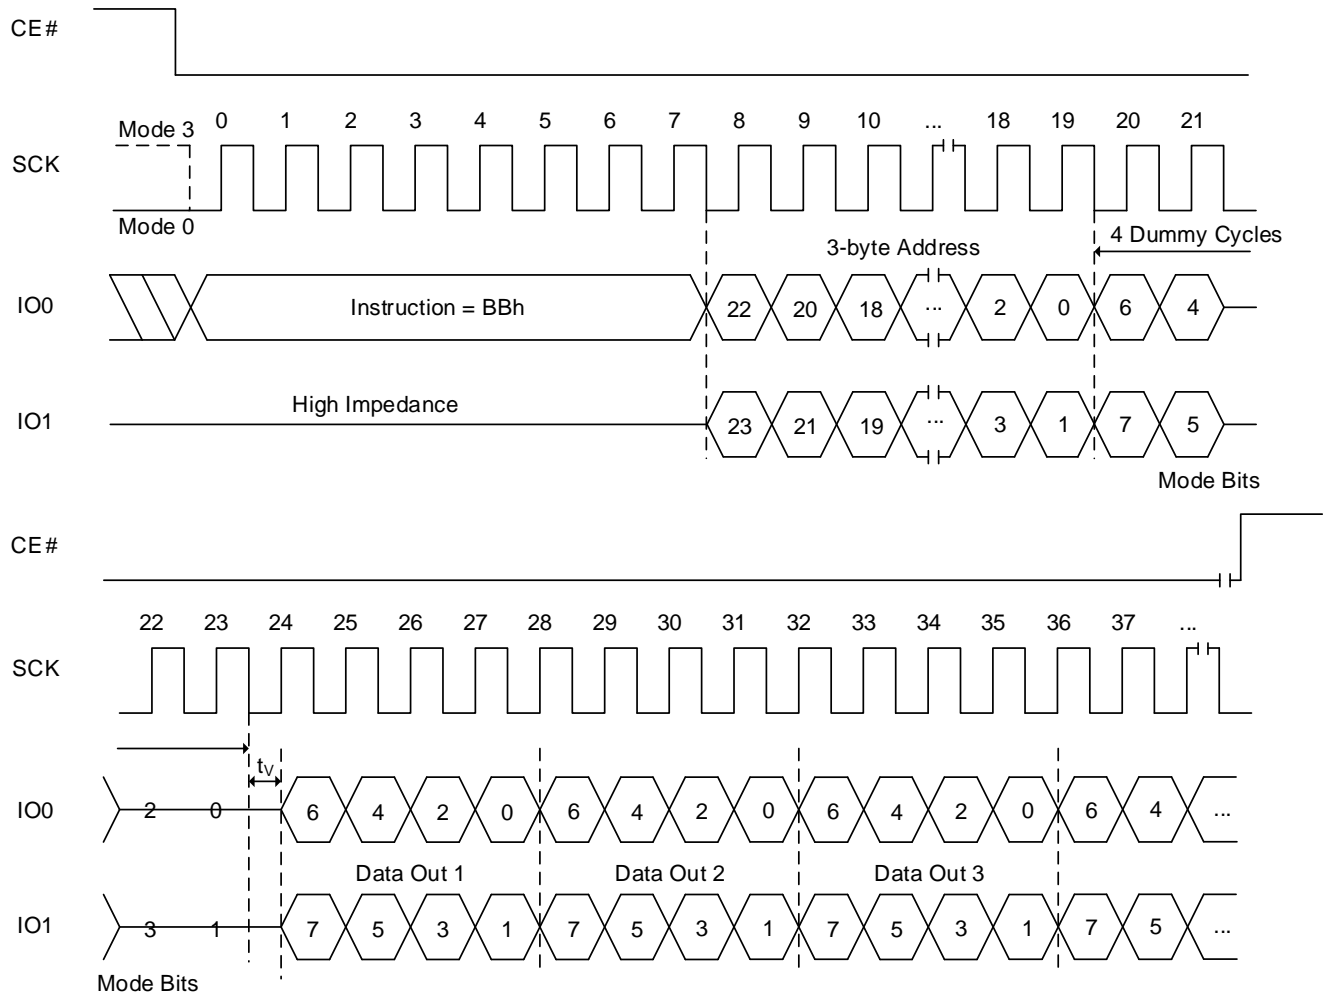 CE#
Mode 3 0 1 2 3 4 5 6 7 8 9 10 ... 18 19 20 21
SCK
Mode 0
3-byte Address 4 Dummy Cycles
IO0 Instruction = BBh 22 20 18 ... 2 0 6 4
High Impedance
IO1 23 21 19 ... 3 1 7 5
Mode Bits
CE#
22 23 24 25 26 27 28 29 30 31 32 33 34 35 36 37 ...
SCK
tV
IO0 2 0 6 4 2 0 6 4 2 0 6 4 2 0 6 4 ...
Data Out 1 Data Out 2 Data Out 3
IO1 3 1 7 5 3 1 7 5 3 1 7 5 3 1 7 5 ...
Mode Bits